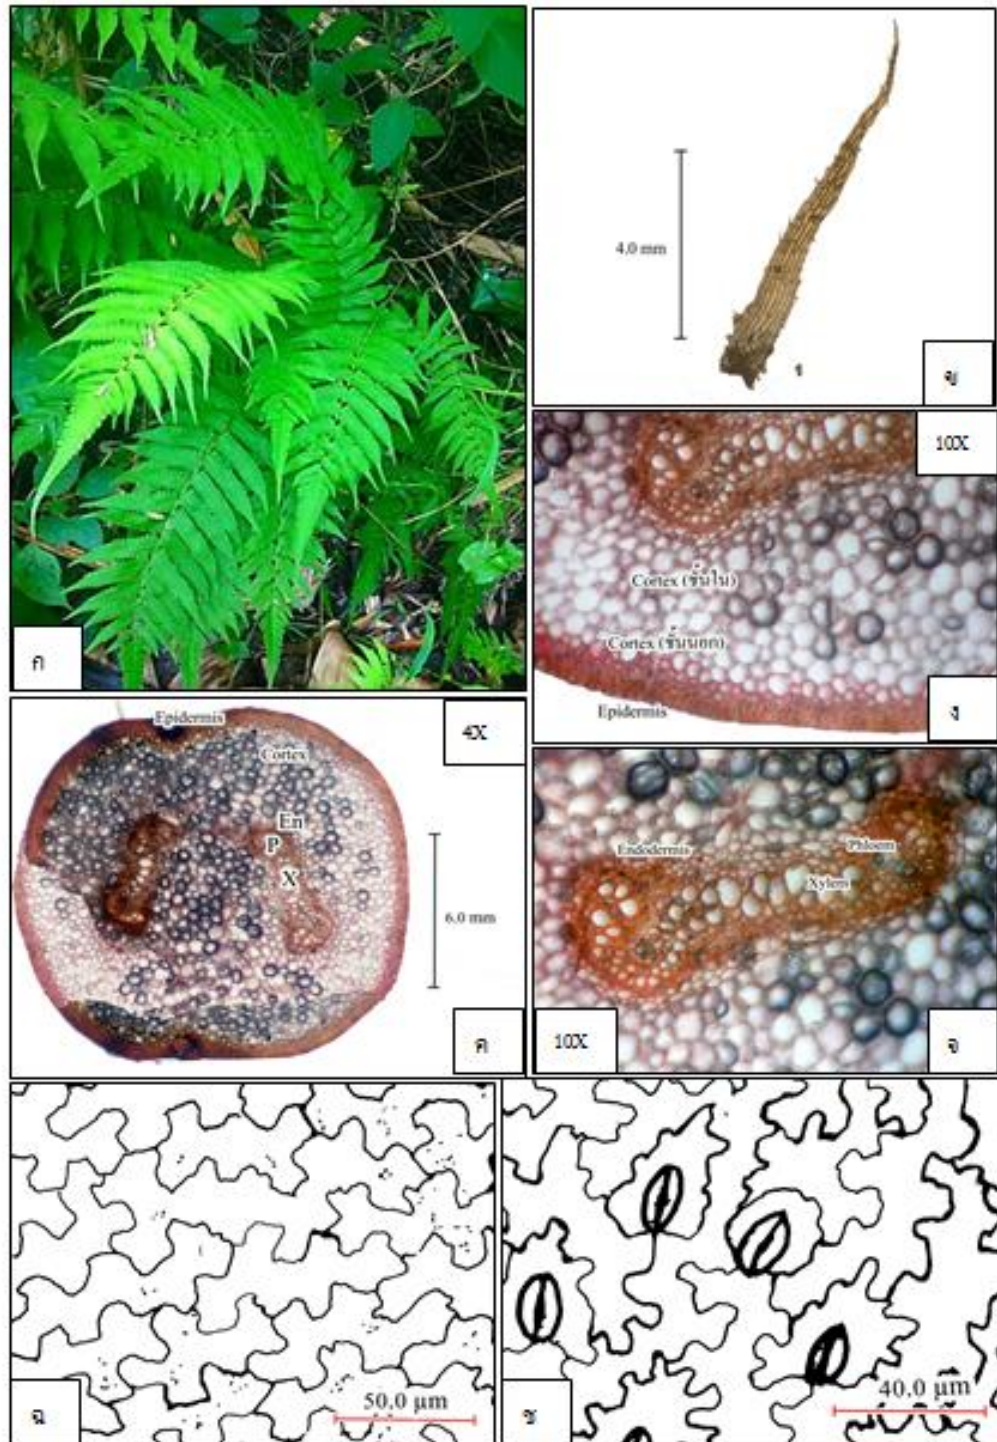 ก
4.0 mm
ข
ข
10X
Cortex (ชั้นใน)
Cortex (ชั้นนอก)
Epidermis
ง
Epidermis
4X
Cortex
En
P
X
6.0 mm
ค
Endodermis
Phloem
Xylem
10X
จ
ฉ
50.0 µm
ช
40.0 µm